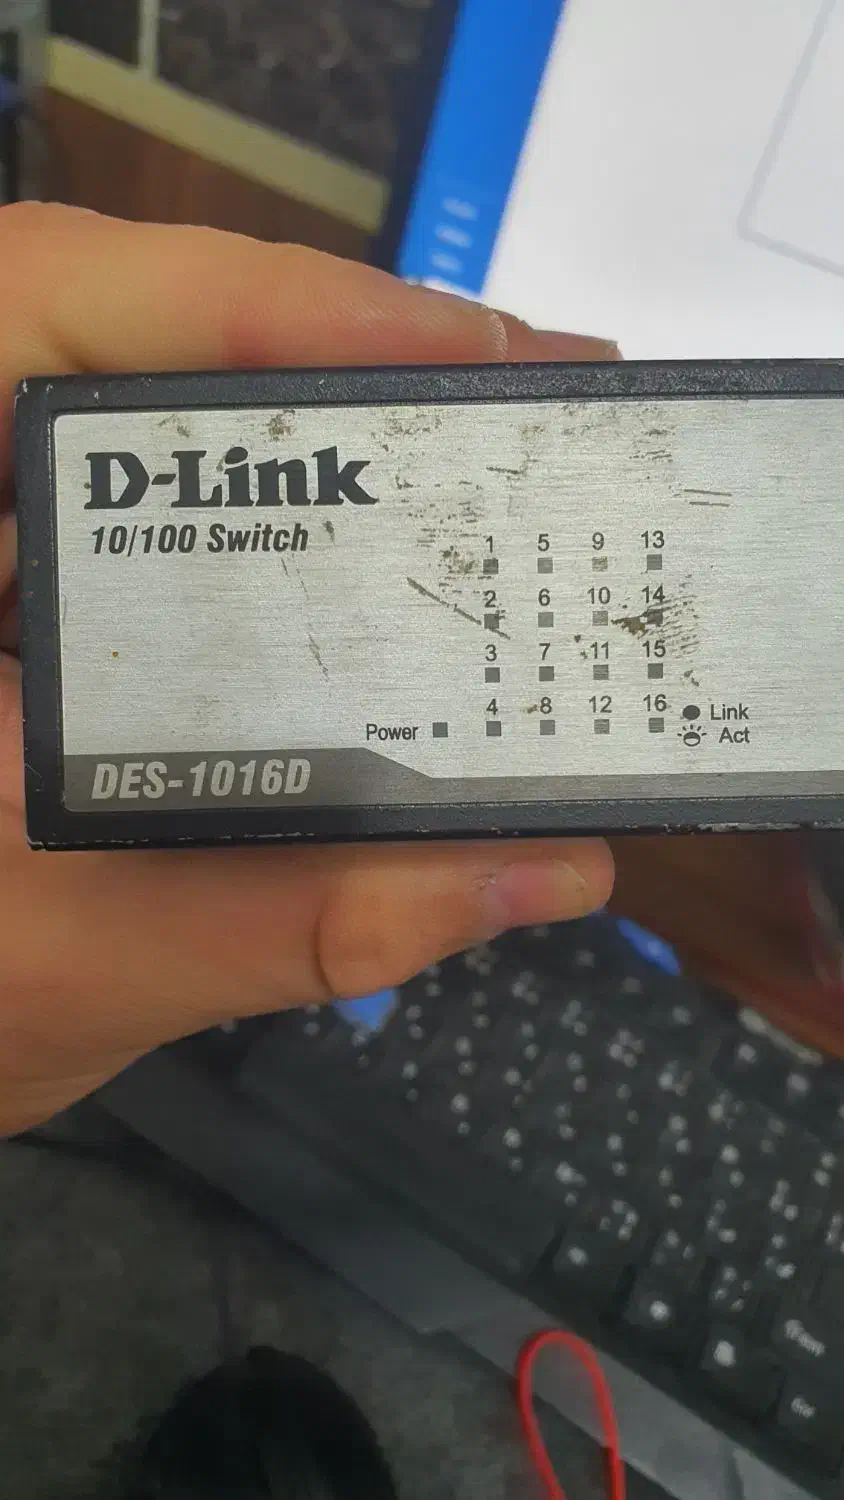 D-Link
10/100 Switch
1 5 9 13
2 6 10 14
3 7 11 15
4 8 12 16
Power
Link
Act
DES-1016D